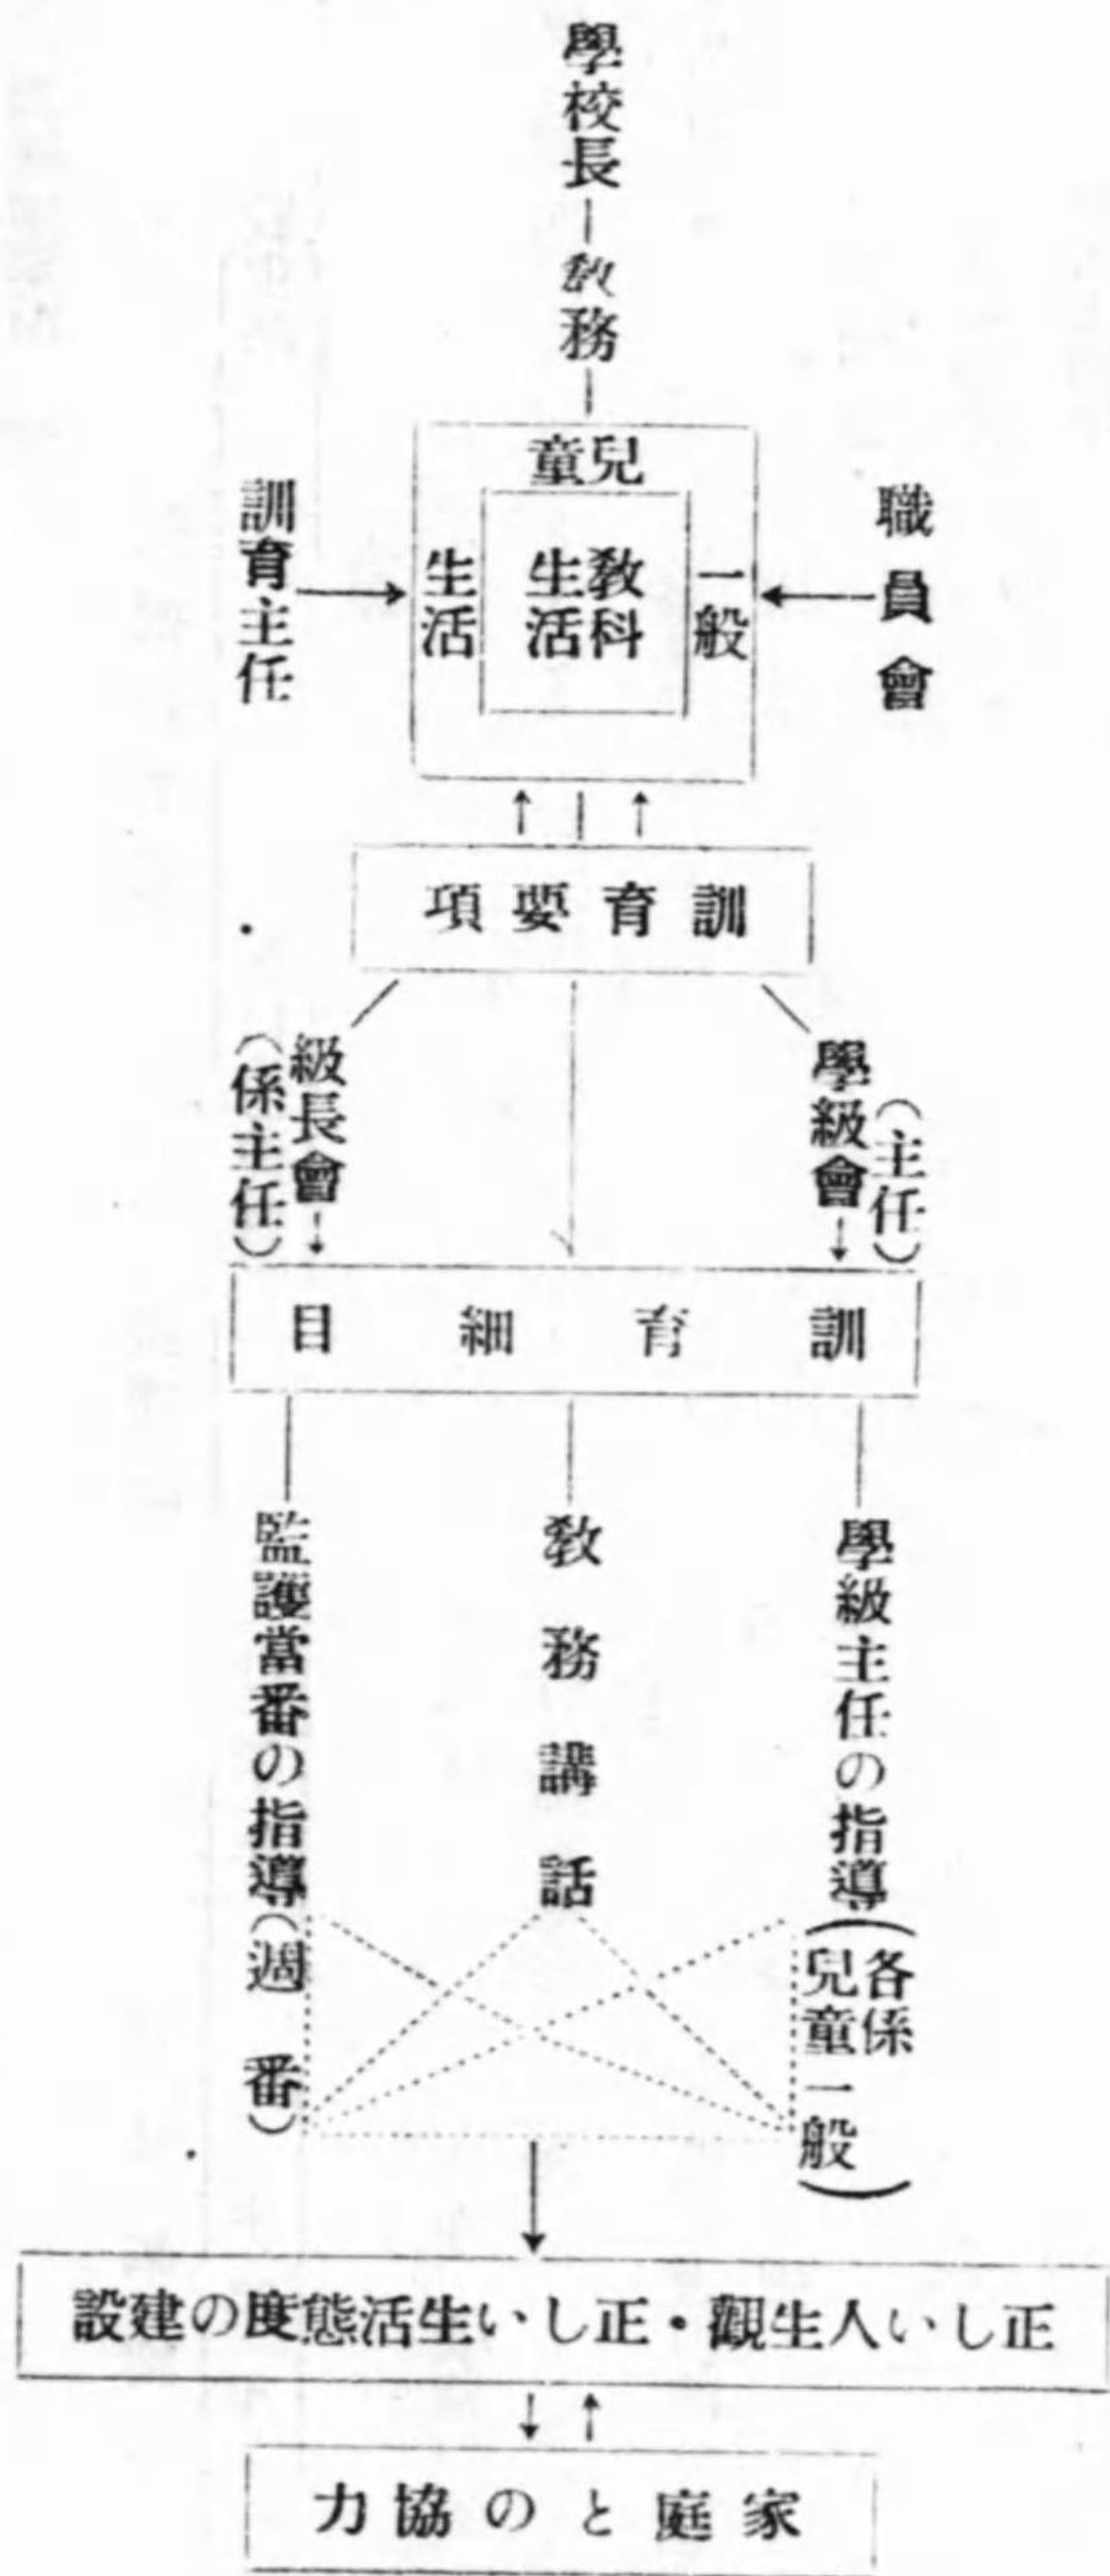 學校長
教務
兒童
一般
教科
生活
生活
職員會
訓育主任
訓育要項
(主任)
學級會
級長會
(係主任)
訓育細目
學級主任の指導(各係
兒童一般)
教務講話
監護當番の指導(週番)
正しい人生觀・正しい生活態度の建設
家庭との協力